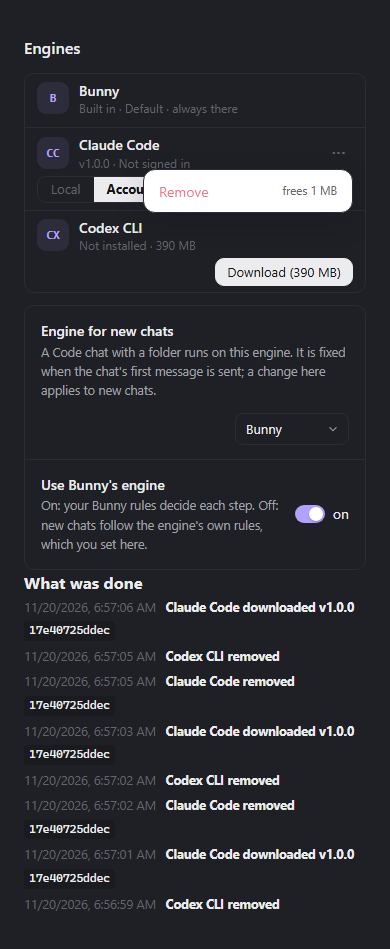 Engines
B
Bunny
Built in · Default · always there
CC
Claude Code
...
v1.0.0 · Not signed in
Local
Accou
Remove
frees 1 MB
CX
Codex CLI
Not installed · 390 MB
Download (390 MB)
Engine for new chats
A Code chat with a folder runs on this engine. It is fixed
when the chat's first message is sent; a change here
applies to new chats.
Bunny
Use Bunny's engine
On: your Bunny rules decide each step. Off:
new chats follow the engine's own rules,
which you set here.
on
What was done
11/20/2026, 6:57:06 AM Claude Code downloaded v1.0.0
17e40725ddec
11/20/2026, 6:57:05 AM Codex CLI removed
11/20/2026, 6:57:05 AM Claude Code removed
17e40725ddec
11/20/2026, 6:57:03 AM Claude Code downloaded v1.0.0
17e40725ddec
11/20/2026, 6:57:02 AM Codex CLI removed
11/20/2026, 6:57:02 AM Claude Code removed
17e40725ddec
11/20/2026, 6:57:01 AM Claude Code downloaded v1.0.0
17e40725ddec
11/20/2026, 6:56:59 AM Codex CLI removed